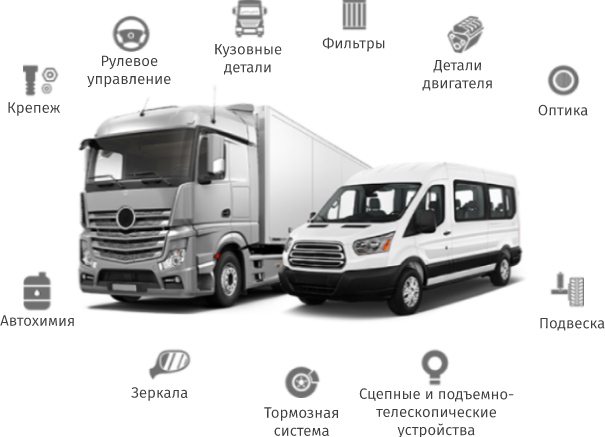 Кузовные
детали
Фильтры
Рулевое
управление
Детали
двигателя
Крепеж
Оптика
Автохимия
Подвеска
Зеркала
Тормозная
система
Сцепные и подъемно-
телескопические
устройства